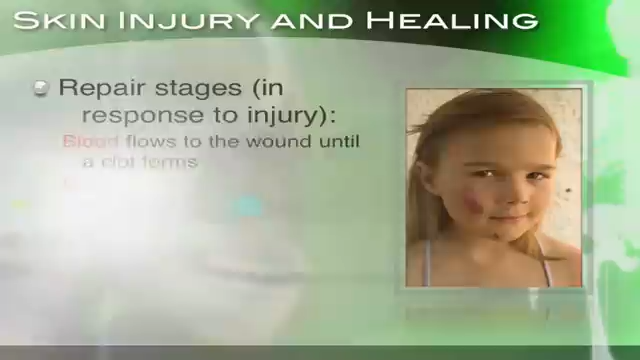 SKIN INJURY AND HEALING
Repair stages (in
response to injury):
Blood flows to the wound until
a clot forms